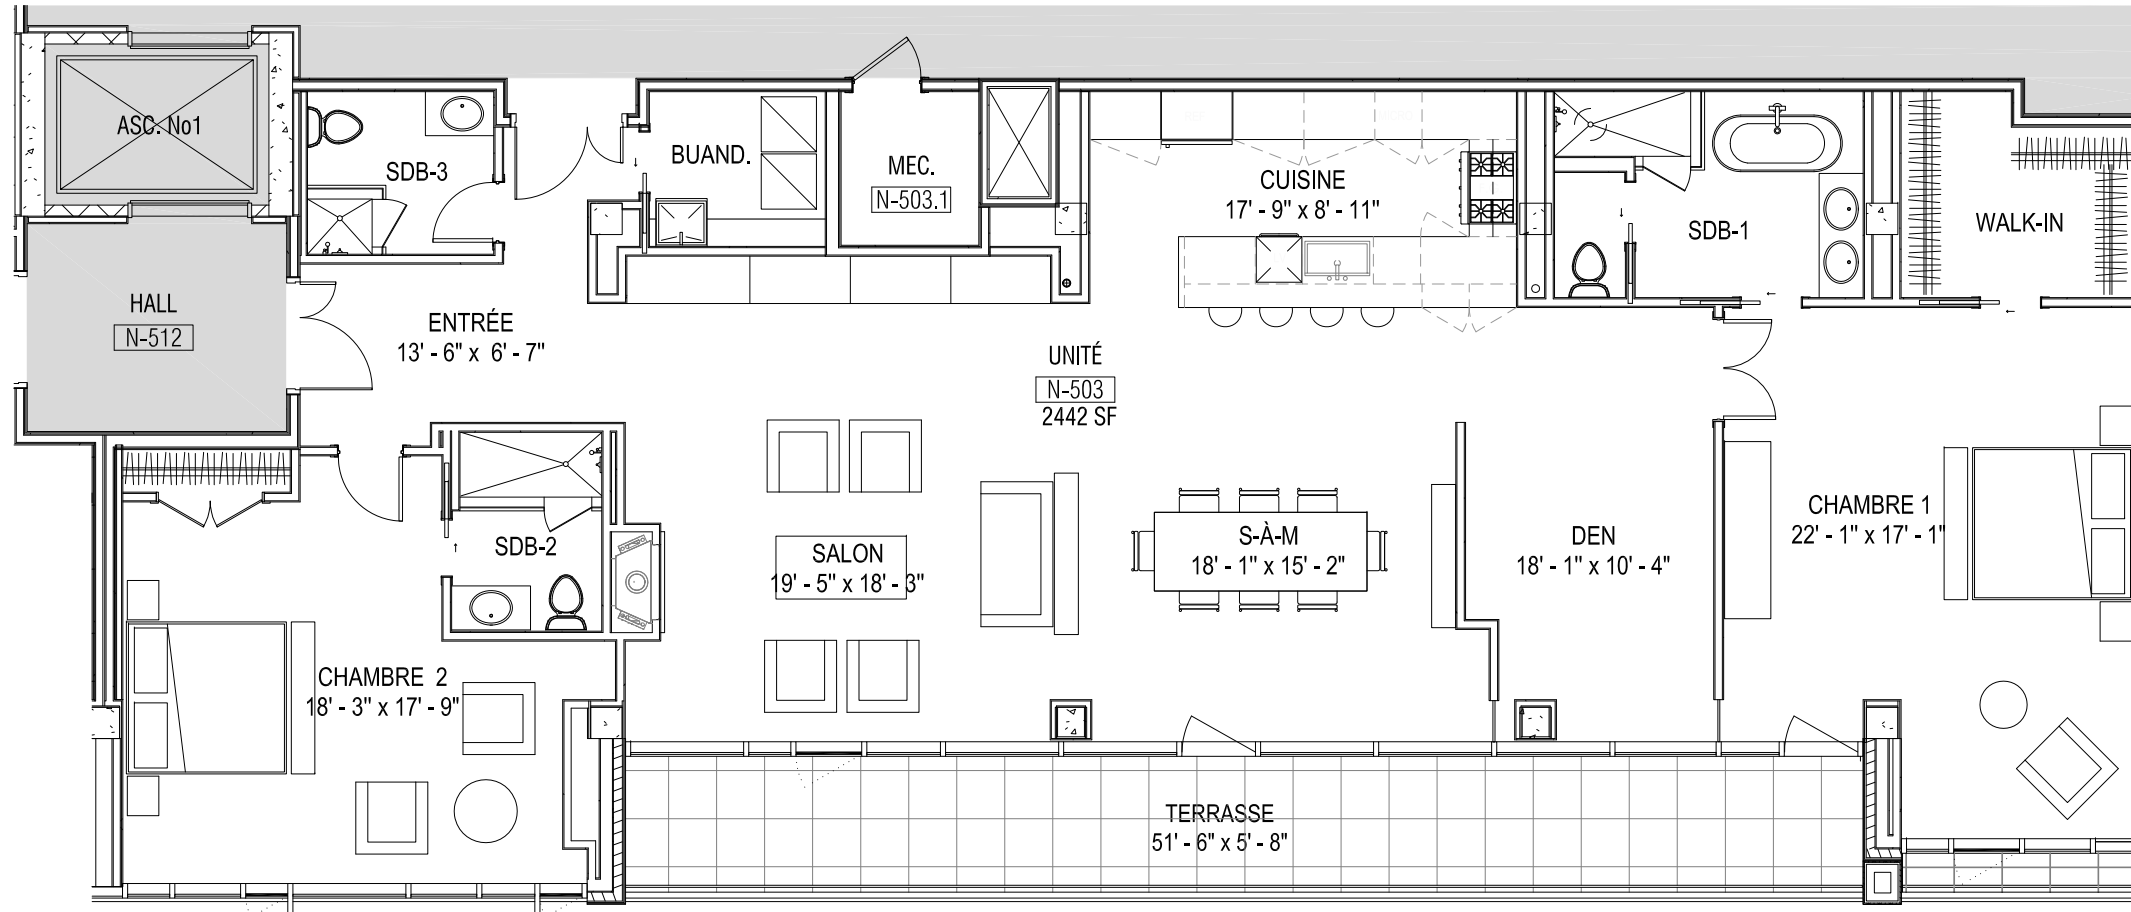 ASC. No1
SDB-3
BUAND.
MEC.
N-503.1
CUISINE
17' - 9" x 8' - 11"
SDB-1
WALK-IN
HALL
N-512
ENTRÉE
13' - 6" x 6' - 7"
UNITÉ
N-503
2442 SF
SDB-2
SALON
19' - 5" x 18' - 3"
S-À-M
18' - 1" x 15' - 2"
DEN
18' - 1" x 10' - 4"
CHAMBRE 1
22' - 1" x 17' - 1"
CHAMBRE 2
18' - 3" x 17' - 9"
TERRASSE
51' - 6" x 5' - 8"